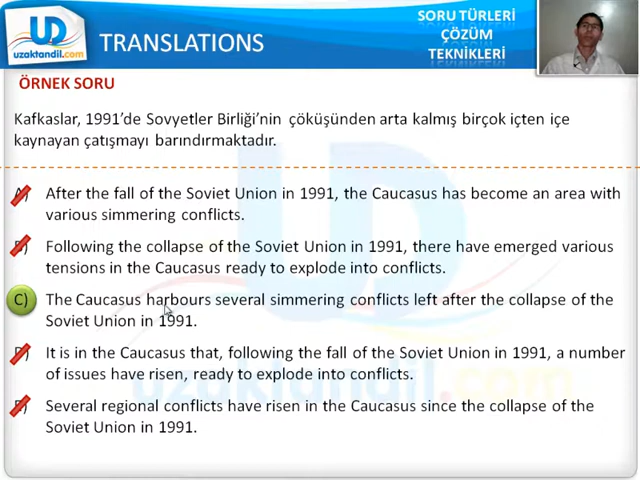 UD
uzaktandil.com
TRANSLATIONS
SORU TÜRLERİ
ÇÖZÜM
TEKNİKLERİ
ÖRNEK SORU
Kafkaslar, 1991'de Sovyetler Birliği'nin çöküşünden arta kalmış birçok içten içe
kaynayan çatışmayı barındırmaktadır.
A) After the fall of the Soviet Union in 1991, the Caucasus has become an area with
various simmering conflicts.
B) Following the collapse of the Soviet Union in 1991, there have emerged various
tensions in the Caucasus ready to explode into conflicts.
C) The Caucasus harbours several simmering conflicts left after the collapse of the
Soviet Union in 1991.
D) It is in the Caucasus that, following the fall of the Soviet Union in 1991, a number
of issues have risen, ready to explode into conflicts.
E) Several regional conflicts have risen in the Caucasus since the collapse of the
Soviet Union in 1991.
uzaktandil.com